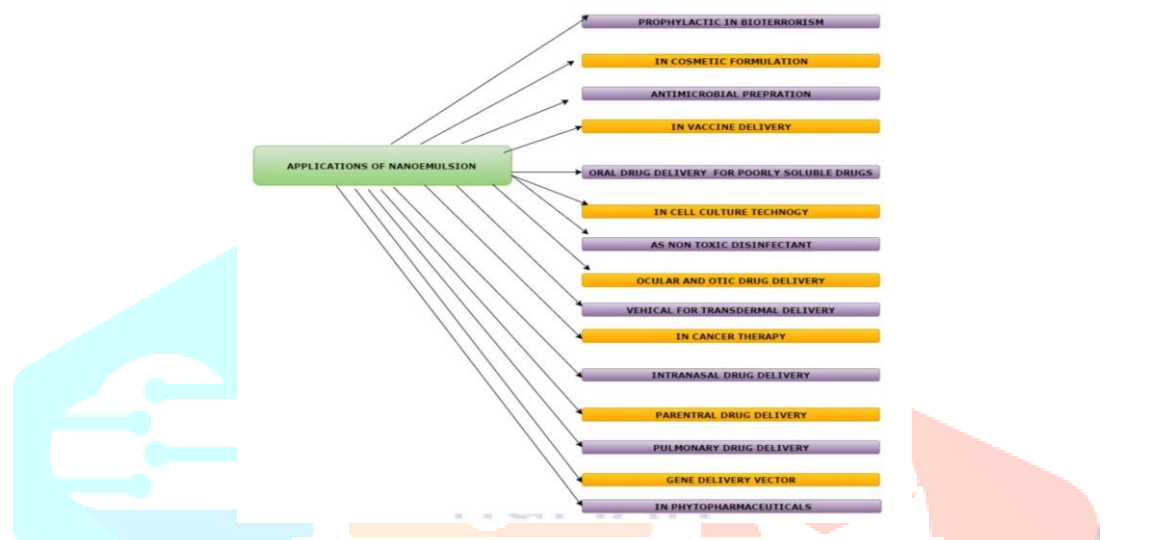 PROPHYLACTIC IN BIOTERRORISM
IN COSMETIC FORMULATION
ANTIMICROBIAL PREPRATION
IN VACCINE DELIVERY
APPLICATIONS OF NANOEMULSION
ORAL DRUG DELIVERY FOR POORLY SOLUBLE DRUGS
IN CELL CULTURE TECHNOGY
AS NON TOXIC DISINFECTANT
OCULAR AND OTIC DRUG DELIVERY
VEHICAL FOR TRANSDERMAL DELIVERY
IN CANCER THERAPY
INTRANASAL DRUG DELIVERY
PARENTRAL DRUG DELIVERY
PULMONARY DRUG DELIVERY
GENE DELIVERY VECTOR
IN PHYTOPHARMACEUTICALS